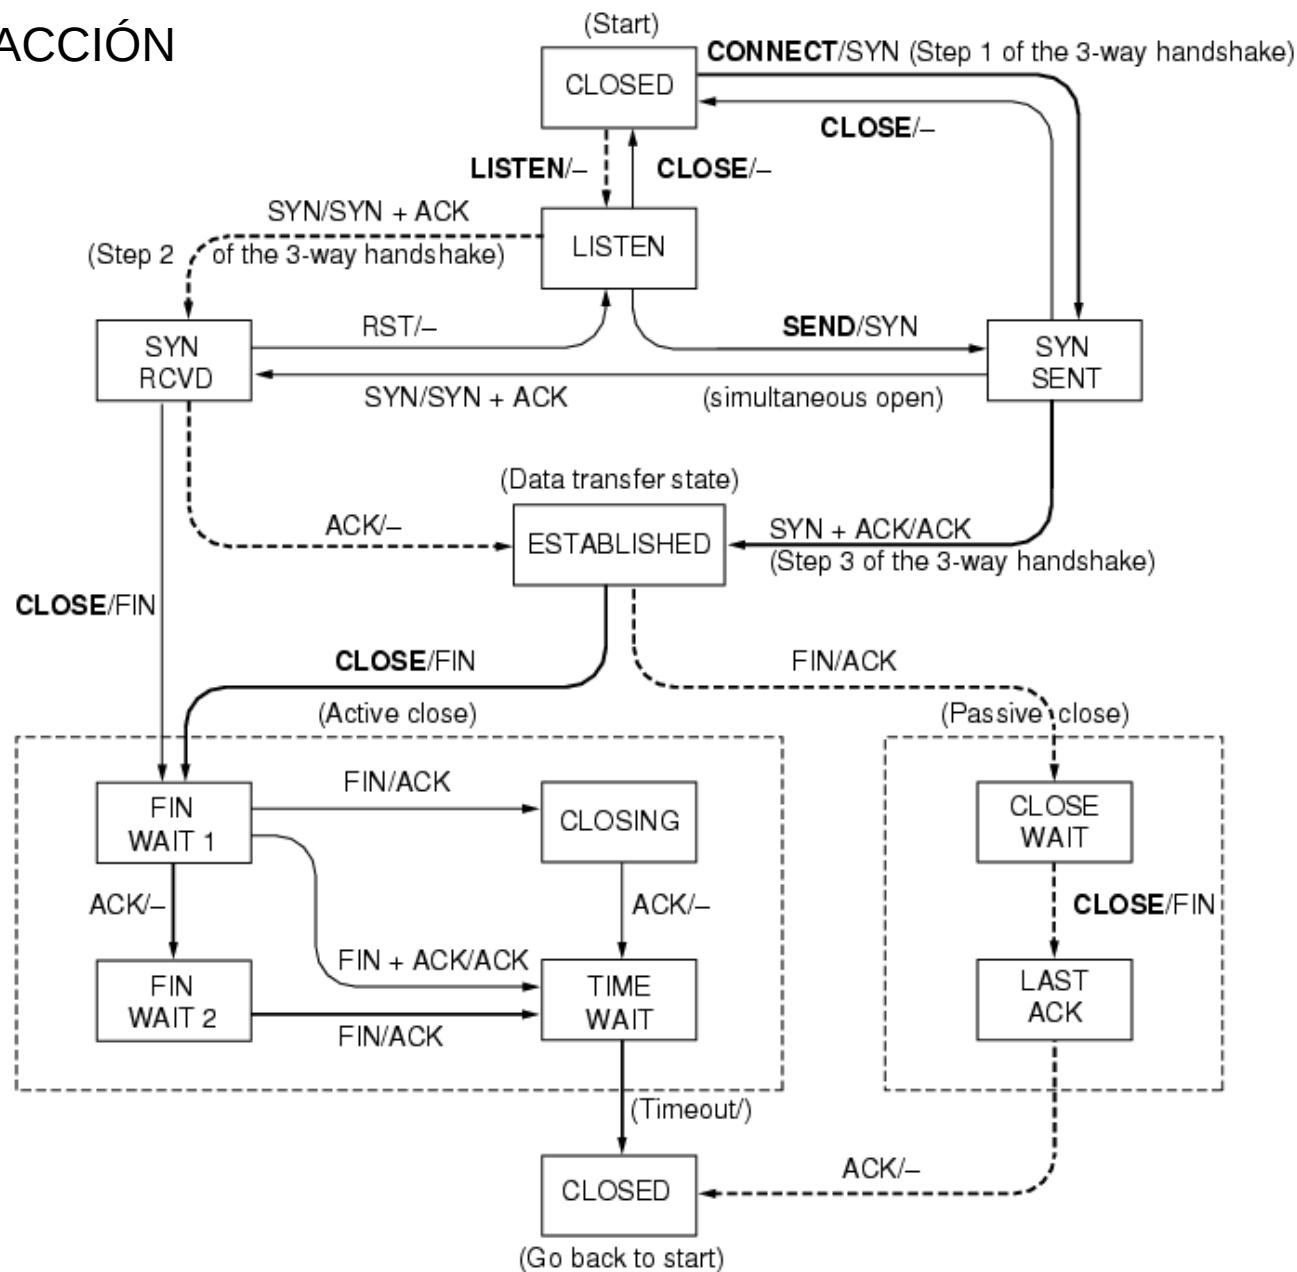 ACCIÓN
(Start)
CONNECT/SYN (Step 1 of the 3-way handshake)
CLOSED
CLOSE/–
LISTEN/–
CLOSE/–
SYN/SYN + ACK
(Step 2 of the 3-way handshake)
LISTEN
RST/–
SEND/SYN
SYN
RCVD
SYN
SENT
SYN/SYN + ACK
(simultaneous open)
(Data transfer state)
ACK/–
ESTABLISHED
SYN + ACK/ACK
(Step 3 of the 3-way handshake)
CLOSE/FIN
CLOSE/FIN
FIN/ACK
(Active close)
(Passive close)
FIN
WAIT 1
FIN/ACK
CLOSING
CLOSE
WAIT
ACK/–
ACK/–
CLOSE/FIN
FIN + ACK/ACK
FIN
WAIT 2
TIME
WAIT
LAST
ACK
FIN/ACK
(Timeout/)
ACK/–
CLOSED
(Go back to start)